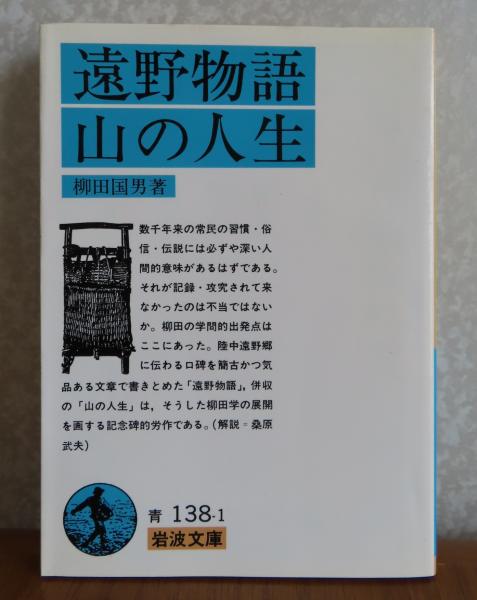 遠野物語
山の人生
柳田国男著
数千年来の常民の習慣・俗
信・伝説には必ずや深い人
間的意味があるはずである。
それが記録・攻究されて来
なかったのは不当ではない
か。柳田の学問的出発点は
ここにあった。陸中遠野郷
に伝わる口碑を簡古かつ気
品ある文章で書きとめた「遠野物語」，併収
の「山の人生」は，そうした柳田学の展開
を画する記念碑的労作である。(解説＝桑原
武夫)
青 138-1
岩波文庫